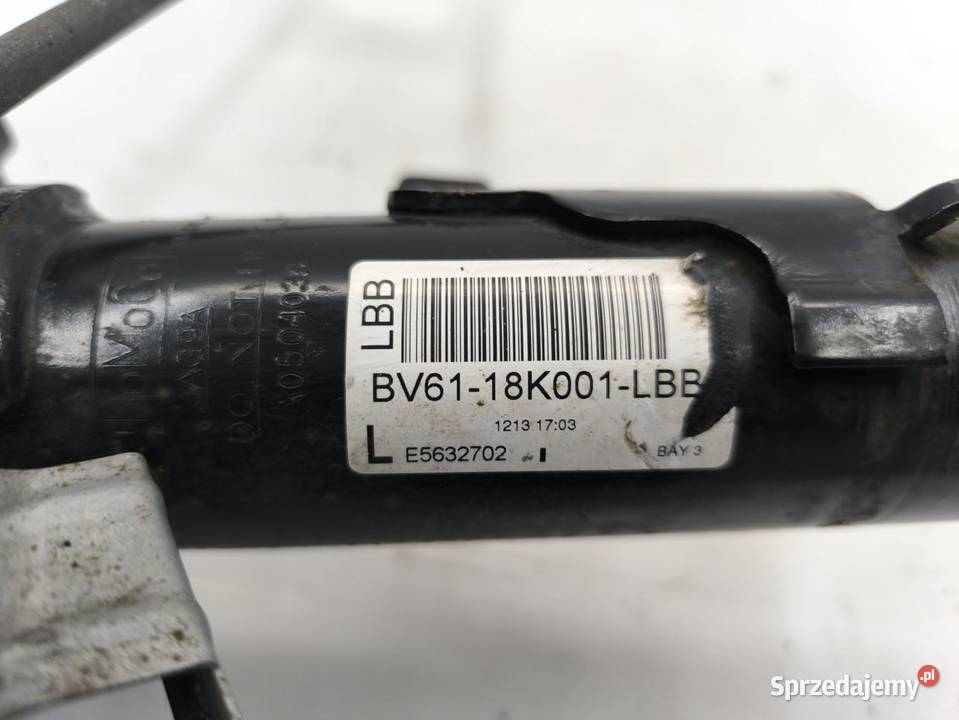 LBB
BV61-18K001-LBB
1213 17:03
L E5632702
BAY 3
DO NOT
Sprzedajemy.pl